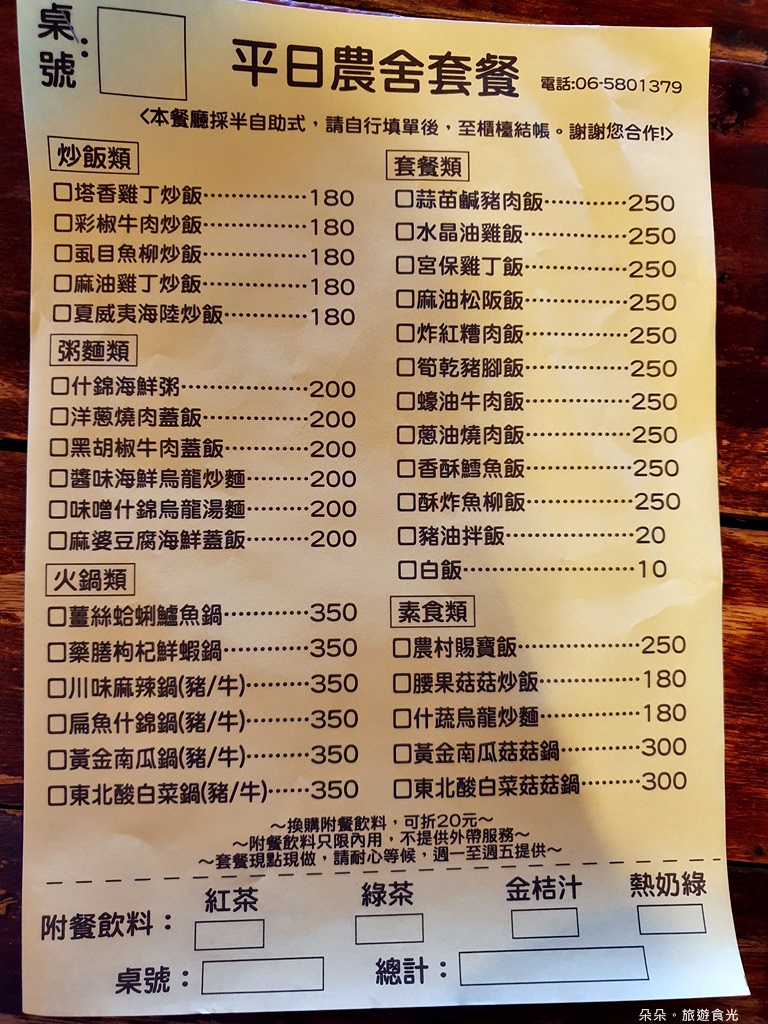 桌號：
平日農舍套餐 電話:06-5801379
<本餐廳採半自助式，請自行填單後，至櫃檯結帳。謝謝您合作!>
炒飯類
□塔香雞丁炒飯……………180
□彩椒牛肉炒飯……………180
□虱目魚柳炒飯……………180
□麻油雞丁炒飯……………180
□夏威夷海陸炒飯…………180
粥麵類
□什錦海鮮粥………………200
□洋蔥燒肉蓋飯……………200
□黑胡椒牛肉蓋飯…………200
□醬味海鮮烏龍炒麵………200
□味噌什錦烏龍湯麵………200
□麻婆豆腐海鮮蓋飯………200
火鍋類
□薑絲蛤蜊鱸魚鍋…………350
□藥膳枸杞鮮蝦鍋…………350
□川味麻辣鍋(豬/牛)………350
□扁魚什錦鍋(豬/牛)………350
□黃金南瓜鍋(豬/牛)………350
□東北酸白菜鍋(豬/牛)……350
套餐類
□蒜苗鹹豬肉飯…………250
□水晶油雞飯……………250
□宮保雞丁飯……………250
□麻油松阪飯……………250
□炸紅糟肉飯……………250
□筍乾豬腳飯……………250
□蠔油牛肉飯……………250
□蔥油燒肉飯……………250
□香酥鱈魚飯……………250
□酥炸魚柳飯……………250
□豬油拌飯………………20
□白飯……………………10
素食類
□農村賜寶飯………………250
□腰果菇菇炒飯……………180
□什蔬烏龍炒麵……………180
□黃金南瓜菇菇鍋…………300
□東北酸白菜菇菇鍋………300
～換購附餐飲料，可折20元～
～附餐飲料只限內用，不提供外帶服務～
～套餐現點現做，請耐心等候，週一至週五提供～
附餐飲料： 紅茶 綠茶 金桔汁 熱奶綠
桌號： 總計：
朵朵。旅遊食光